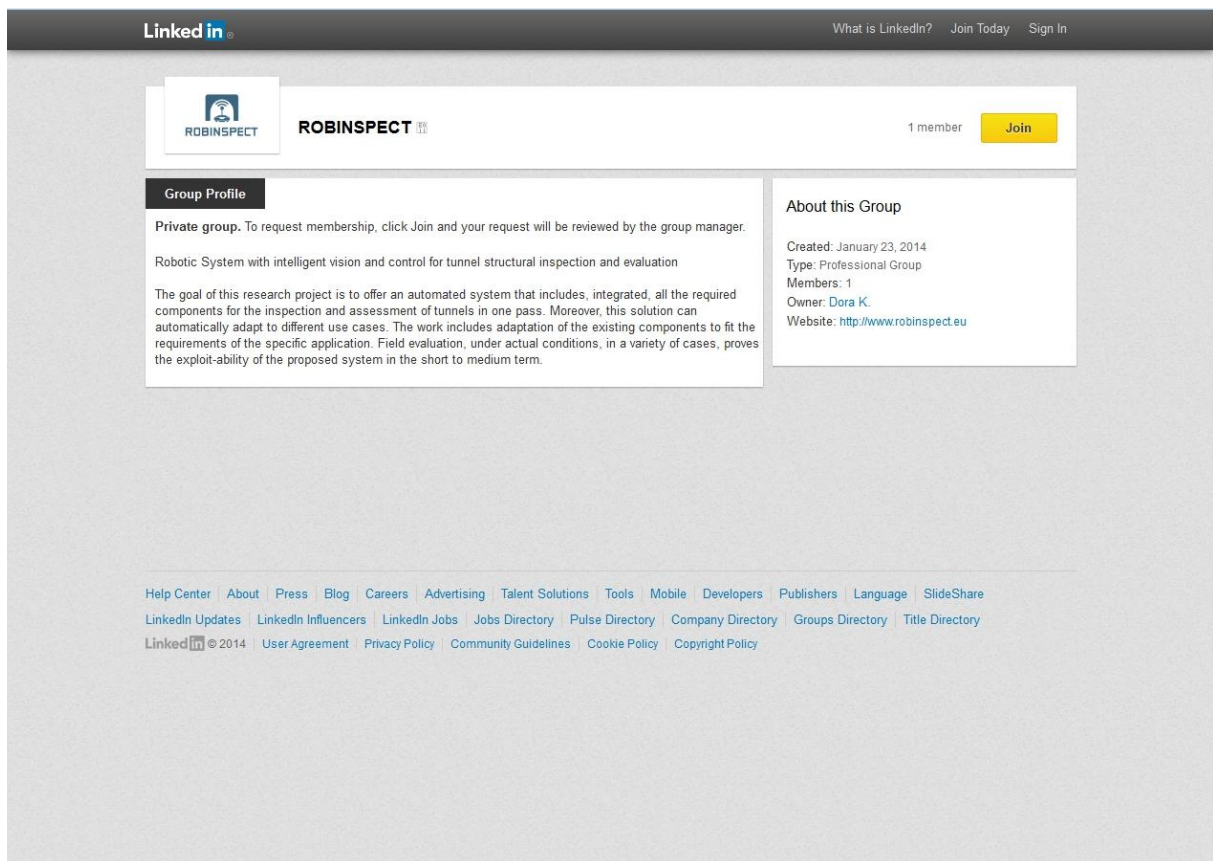 Linked in ®
What is LinkedIn? Join Today Sign In
ROBINSPECT
ROBINSPECT
1 member
Join
Group Profile
Private group. To request membership, click Join and your request will be reviewed by the group manager.
Robotic System with intelligent vision and control for tunnel structural inspection and evaluation
The goal of this research project is to offer an automated system that includes, integrated, all the required
components for the inspection and assessment of tunnels in one pass. Moreover, this solution can
automatically adapt to different use cases. The work includes adaptation of the existing components to fit the
requirements of the specific application. Field evaluation, under actual conditions, in a variety of cases, proves
the exploit-ability of the proposed system in the short to medium term.
About this Group
Created: January 23, 2014
Type: Professional Group
Members: 1
Owner: Dora K.
Website: http://www.robinspect.eu
Help Center About Press Blog Careers Advertising Talent Solutions Tools Mobile Developers Publishers Language SlideShare
LinkedIn Updates LinkedIn Influencers LinkedIn Jobs Jobs Directory Pulse Directory Company Directory Groups Directory Title Directory
Linked in © 2014 User Agreement Privacy Policy Community Guidelines Cookie Policy Copyright Policy